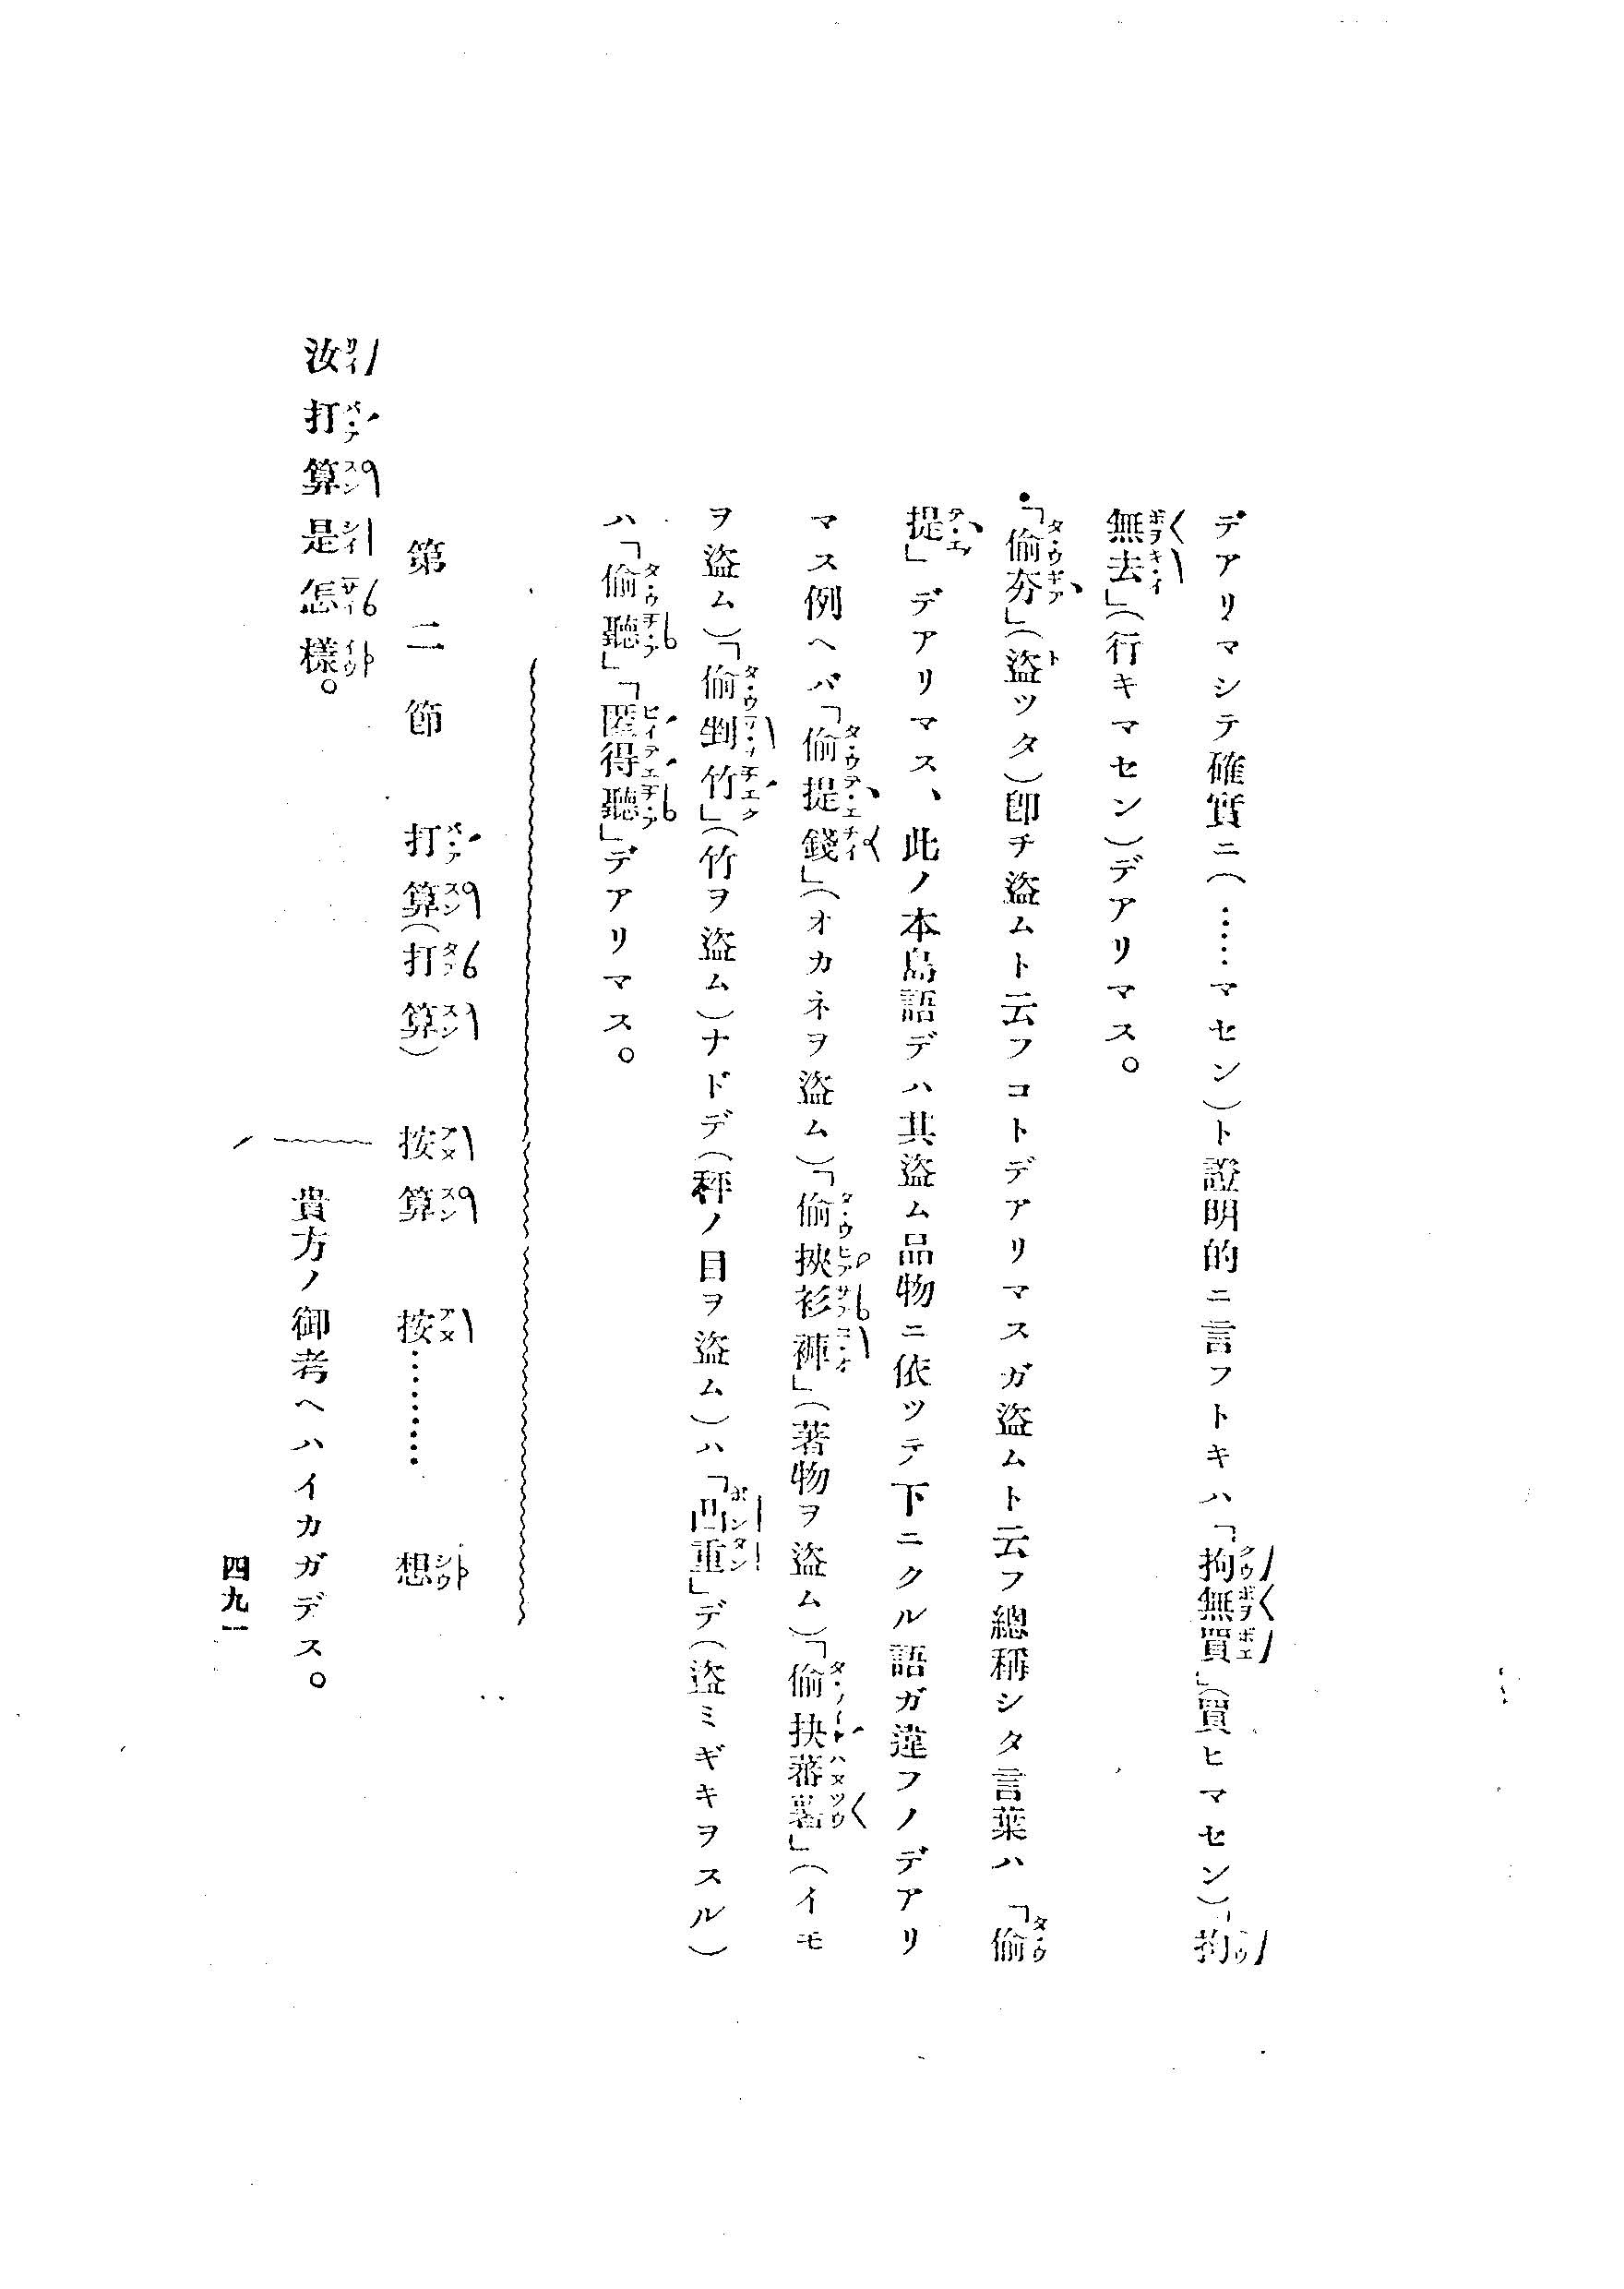 デアリマシテ確實ニ(……マセン)ト證明的ニ言フトキハ「拘無買」(買ヒマセン)「拘
無去」(行キマセン)デアリマス。
•「偷夯」(盜ツタ)卽チ盜ムト云フコトデアリマスガ盜ムト云フ總稱シタ言葉ハ「偷
提」デアリマス、此ノ本島語デハ其盜ム品物ニ依ツテ下ニクル語ガ違フノデアリ
マス例ヘバ「偷提錢」(オカネヲ盜ム)「偷挾衫褲」(著物ヲ盜ム)「偷抉蕃薯」(イモ
ヲ盜ム)「偷剉竹」(竹ヲ盜ム)ナドデ(秤ノ目ヲ盜ム)ハ「凸重」デ(盜ミギキヲスル)
ハ「偷聽」「匿得聽」デアリマス。
第二節 打算(打算) 按算 按……… 想
汝打算是怎樣。 貴方ノ御考ヘハイカガデス。
四九一